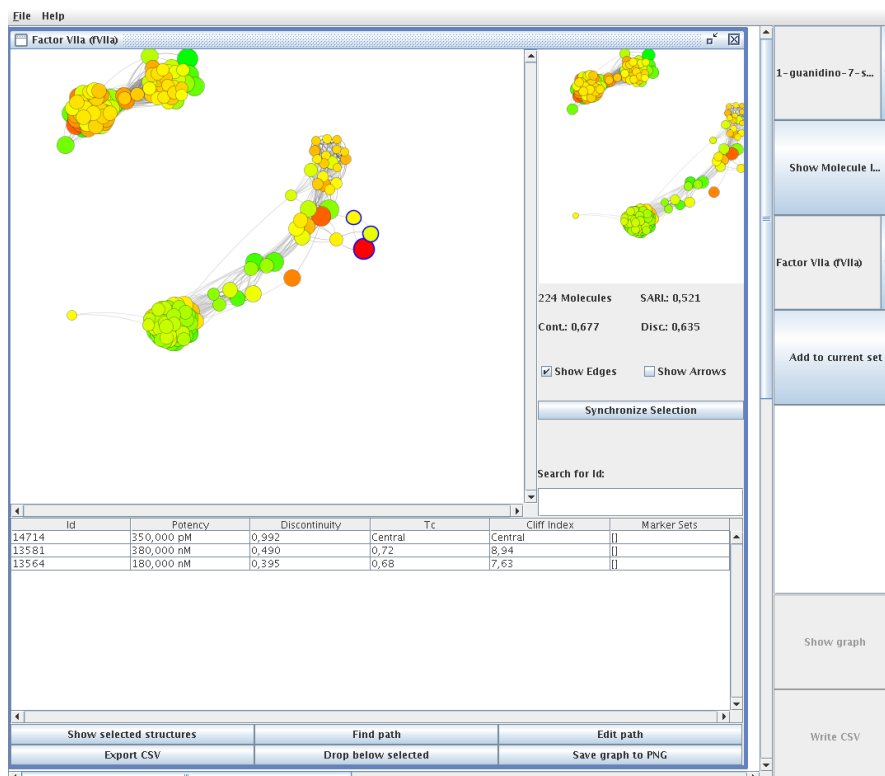 File Help
Factor VIIa (fVIIa)
224 Molecules SARI.: 0,521
Cont.: 0,677 Disc.: 0,635
Show Edges Show Arrows
Synchronize Selection
Search for Id:
Id Potency Discontinuity Tc Cliff Index Marker Sets
14714 350,000 pM 0,992 Central Central []
13581 380,000 nM 0,490 0,72 8,94 []
13564 180,000 nM 0,395 0,68 7,63 []
Show selected structures Find path Edit path
Export CSV Drop below selected Save graph to PNG
1-guanidino-7-s...
Show Molecule I...
Factor VIIa (fVIIa)
Add to current set
Show graph
Write CSV